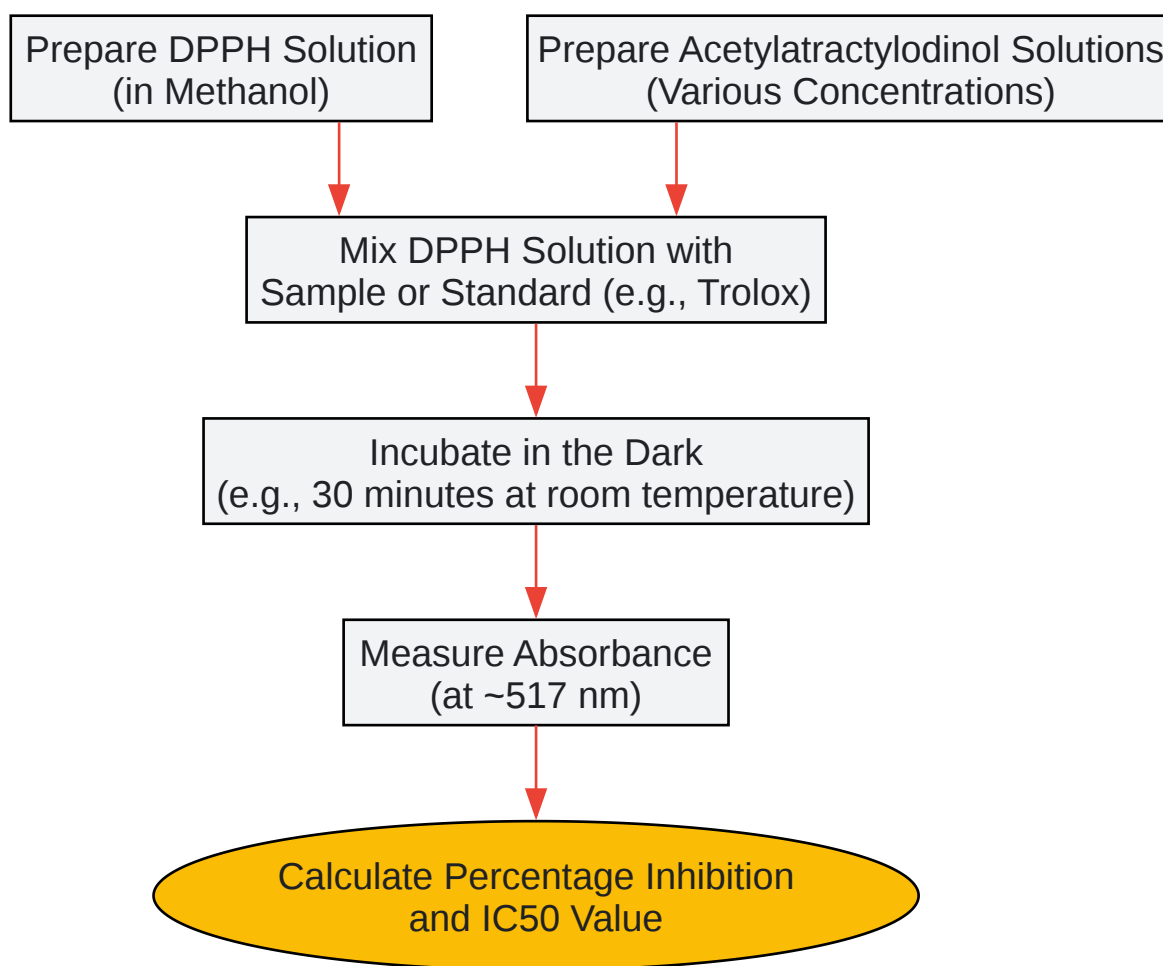 Prepare DPPH Solution
(in Methanol)
Prepare Acetylatractylodinol Solutions
(Various Concentrations)
Mix DPPH Solution with
Sample or Standard (e.g., Trolox)
Incubate in the Dark
(e.g., 30 minutes at room temperature)
Measure Absorbance
(at ~517 nm)
Calculate Percentage Inhibition
and IC50 Value